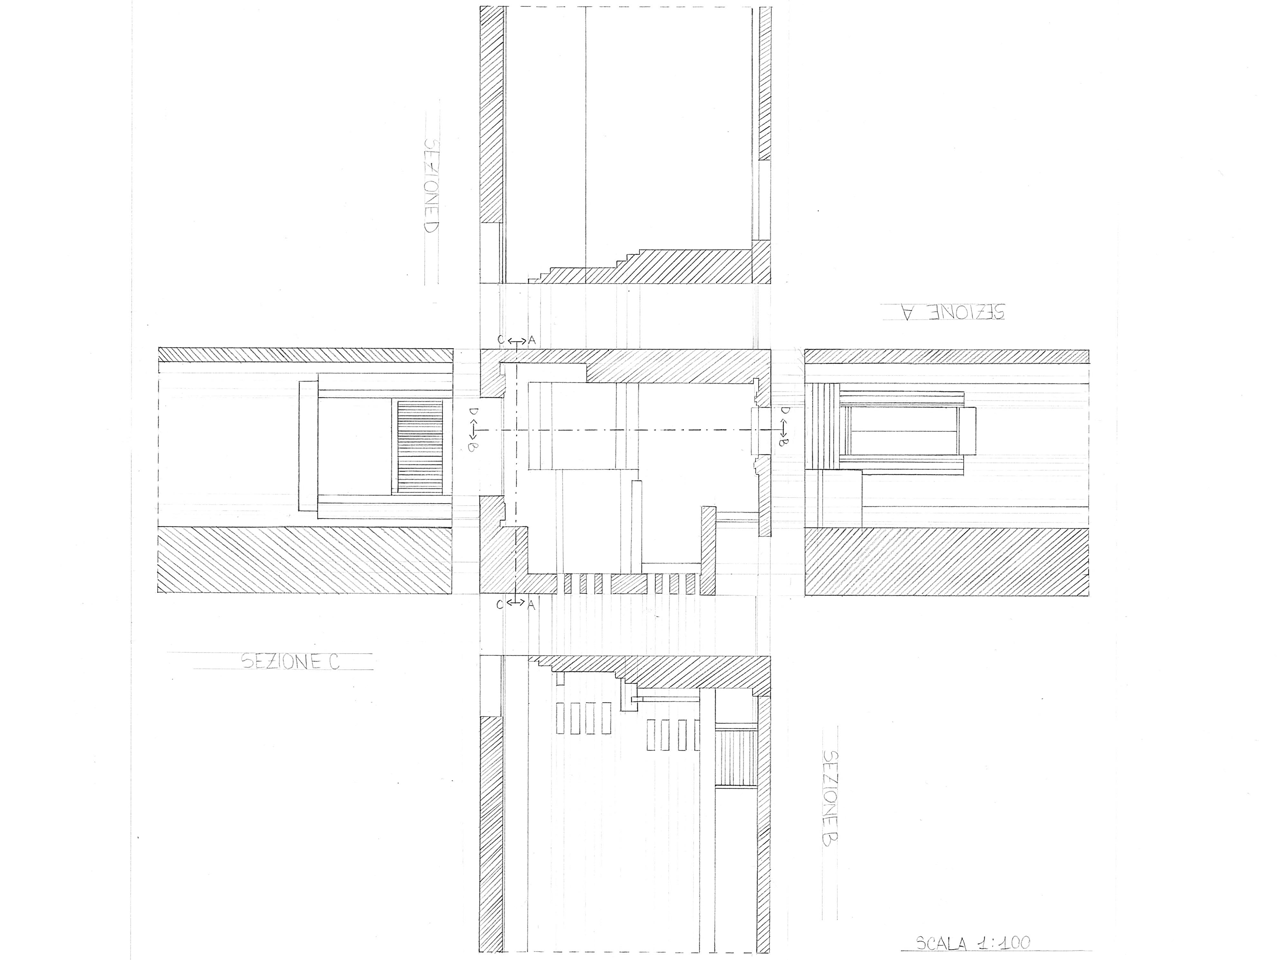 SEZIONE D
SEZIONE A
C A
D B
D B
C A
SEZIONE C
SEZIONE B
SCALA 1:100